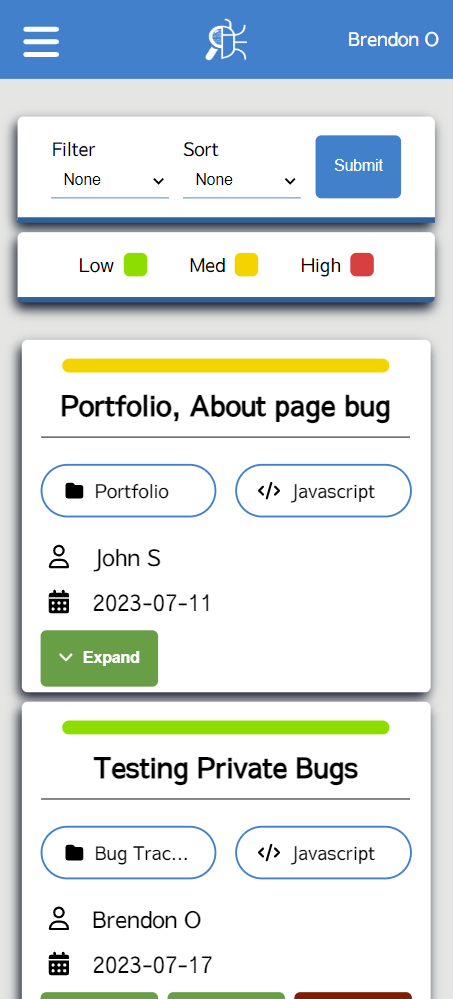 Brendon O
Filter Sort
None None Submit
Low Med High
Portfolio, About page bug
Portfolio </> Javascript
John S
2023-07-11
Expand
Testing Private Bugs
Bug Trac... </> Javascript
Brendon O
2023-07-17